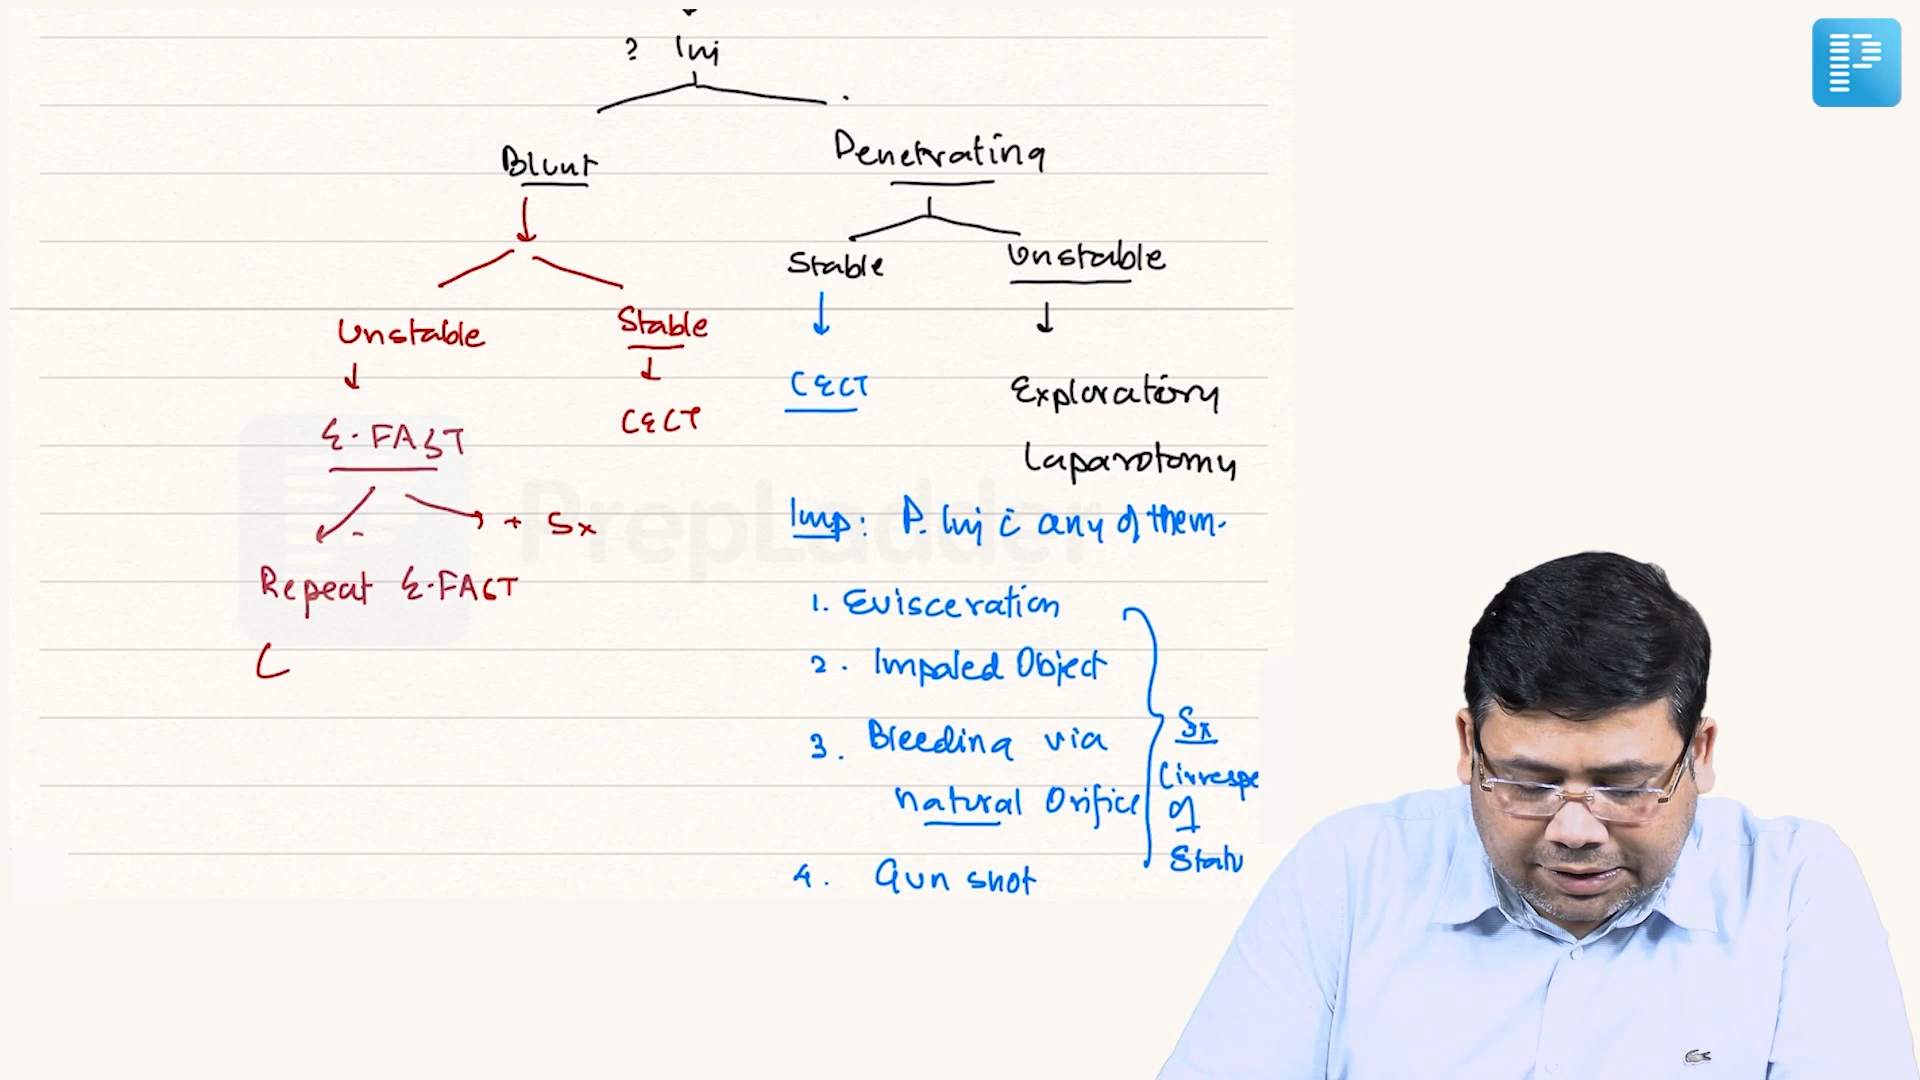 ? Inj
Blunt
Penetrating
Stable
Unstable
Unstable
Stable
CECT
Exploratory
CECT
E-FAST
Laparotomy
+ Sx
-
Imp: P. Inj c̄ any of them.
Repeat E-FAST
1. Evisceration
C
2. Impaled Object
3. Bleeding via
natural Orifice
4. Gun shot
Sx
(irrespe
of
Statu
PrepLadder